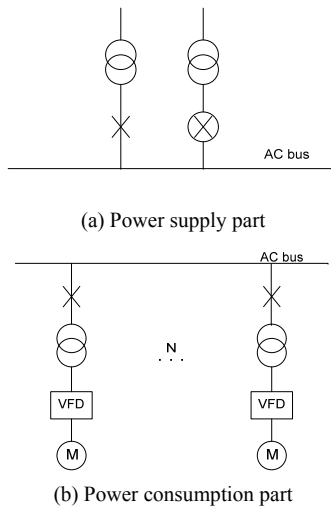 AC bus
(a) Power supply part
AC bus
N
. . .
VFD VFD
M M
(b) Power consumption part